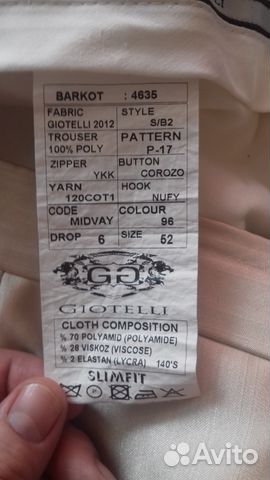 BARKOT : 4635
FABRIC STYLE
GIOTELLI 2012 S/B2
TROUSER PATTERN
100% POLY P-17
ZIPPER BUTTON
YKK COROZO
YARN HOOK
120COT1 NUFY
CODE COLOUR
MIDVAY 96
DROP 6 SIZE 52
GG
GIOTELLI
CLOTH COMPOSITION
% 70 POLYAMID (POLYAMIDE)
% 28 VISKOZ (VISCOSE)
% 2 ELASTAN (LYCRA) 140'S
SLIMFIT
Avito